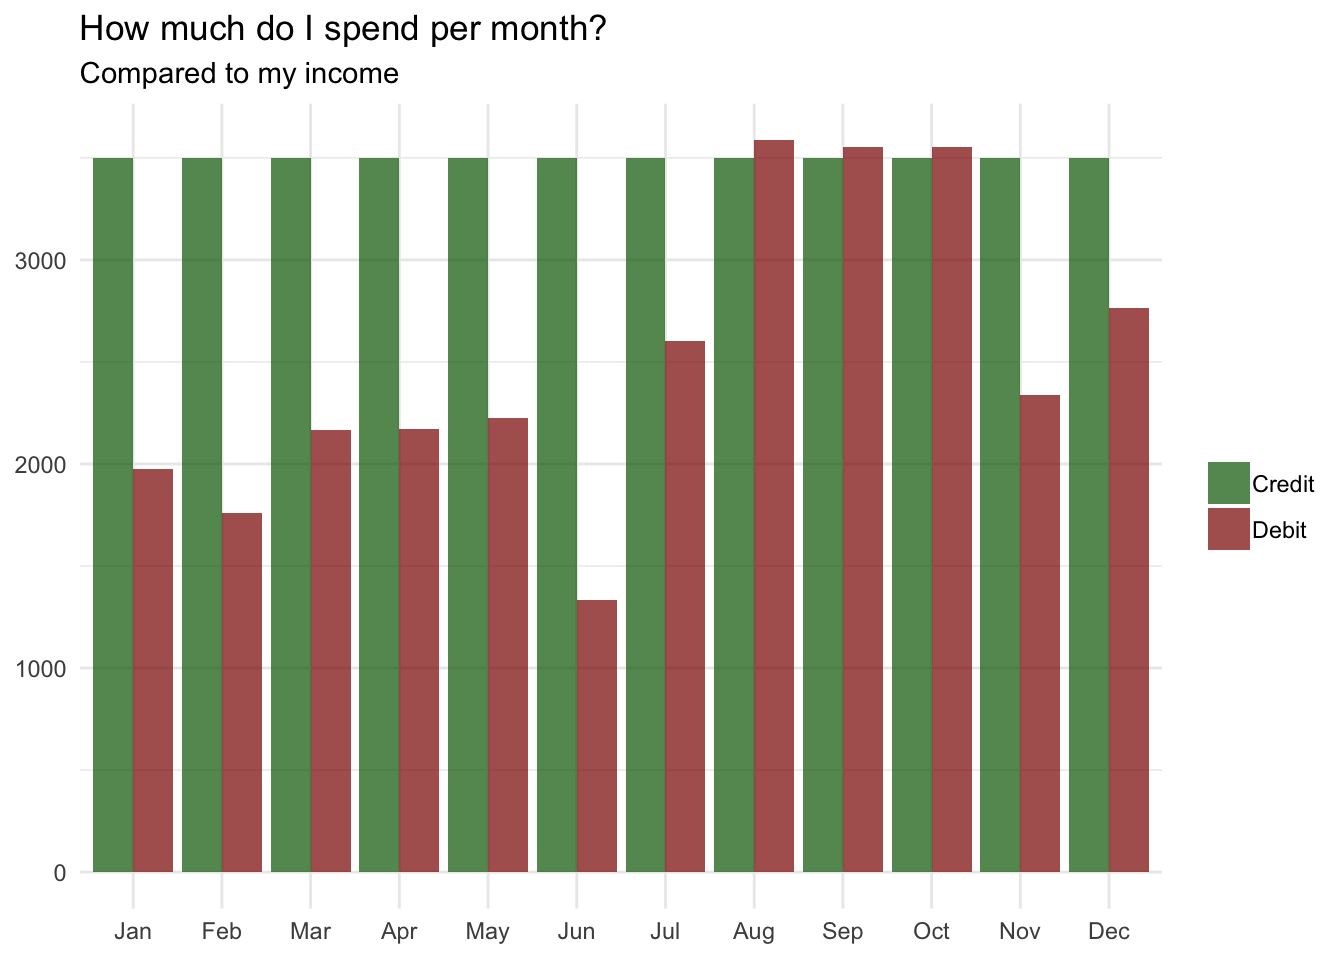 How much do I spend per month?
Compared to my income
3000
2000
1000
0
Jan Feb Mar Apr May Jun Jul Aug Sep Oct Nov Dec
Credit
Debit